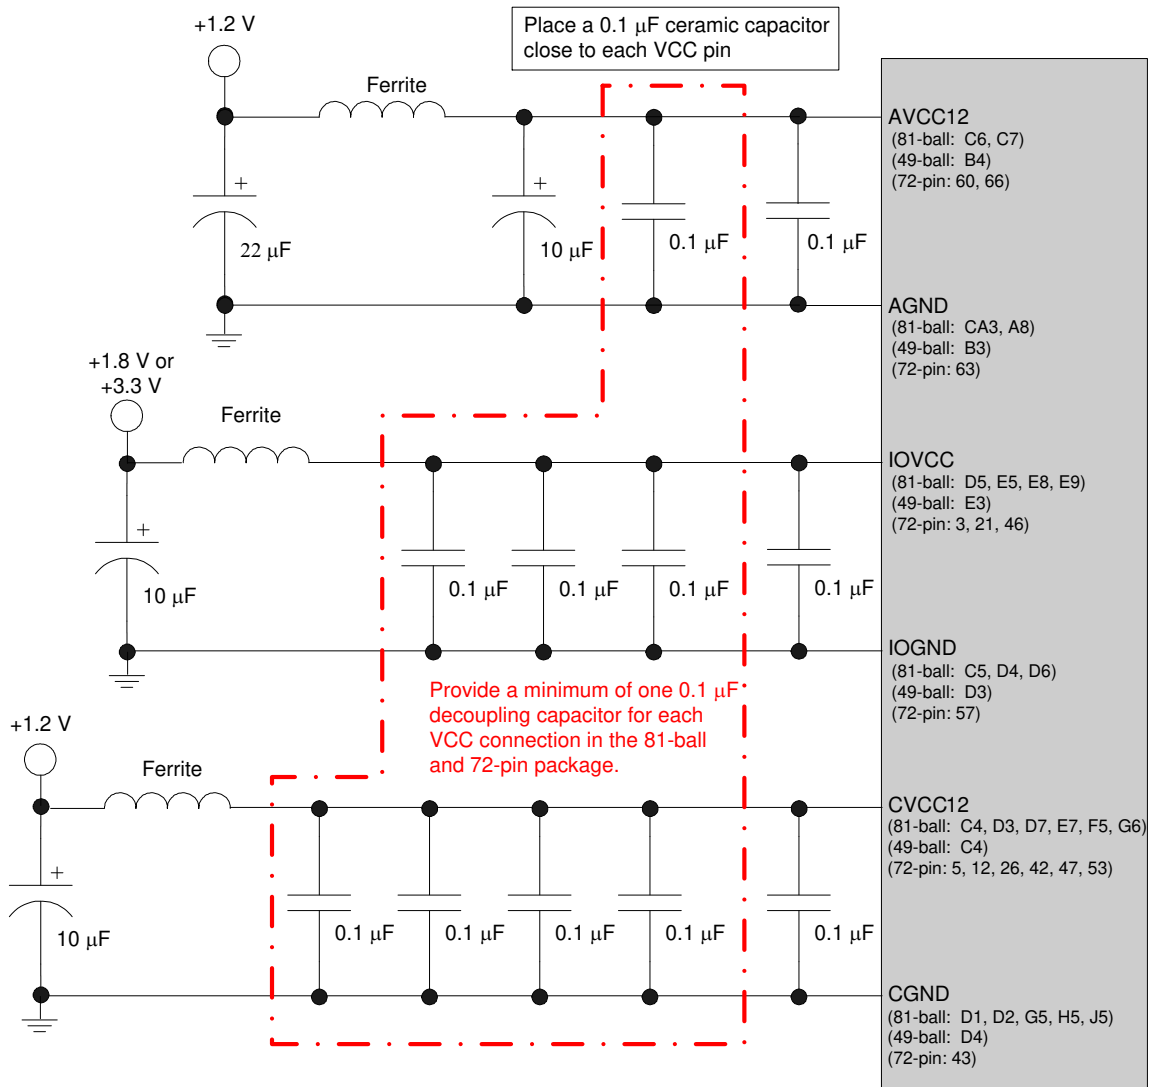 +1.2 V
Place a 0.1 μF ceramic capacitor
close to each VCC pin
Ferrite
AVCC12
(81-ball:  C6, C7)
(49-ball:  B4)
(72-pin: 60, 66)
+
+
22 μF
10 μF
0.1 μF
0.1 μF
AGND
(81-ball:  CA3, A8)
(49-ball:  B3)
(72-pin: 63)
+1.8 V or
+3.3 V
Ferrite
IOVCC
(81-ball:  D5, E5, E8, E9)
(49-ball:  E3)
(72-pin: 3, 21, 46)
+
10 μF
0.1 μF
0.1 μF
0.1 μF
0.1 μF
IOGND
(81-ball:  C5, D4, D6)
(49-ball:  D3)
(72-pin: 57)
Provide a minimum of one 0.1 μF
decoupling capacitor for each
VCC connection in the 81-ball
and 72-pin package.
+1.2 V
Ferrite
CVCC12
(81-ball:  C4, D3, D7, E7, F5, G6)
(49-ball:  C4)
(72-pin: 5, 12, 26, 42, 47, 53)
+
10 μF
0.1 μF
0.1 μF
0.1 μF
0.1 μF
0.1 μF
CGND
(81-ball:  D1, D2, G5, H5, J5)
(49-ball:  D4)
(72-pin: 43)